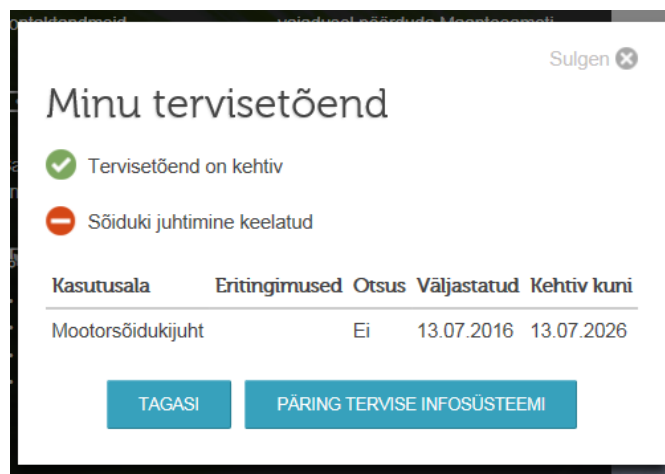 Sulgen
Minu tervisetõend
Tervisetõend on kehtiv
Sõiduki juhtimine keelatud
Kasutusala Eritingimused Otsus Väljastatud Kehtiv kuni
Mootorsõidukijuht Ei 13.07.2016 13.07.2026
TAGASI PÄRING TERVISE INFOSÜSTEEMI